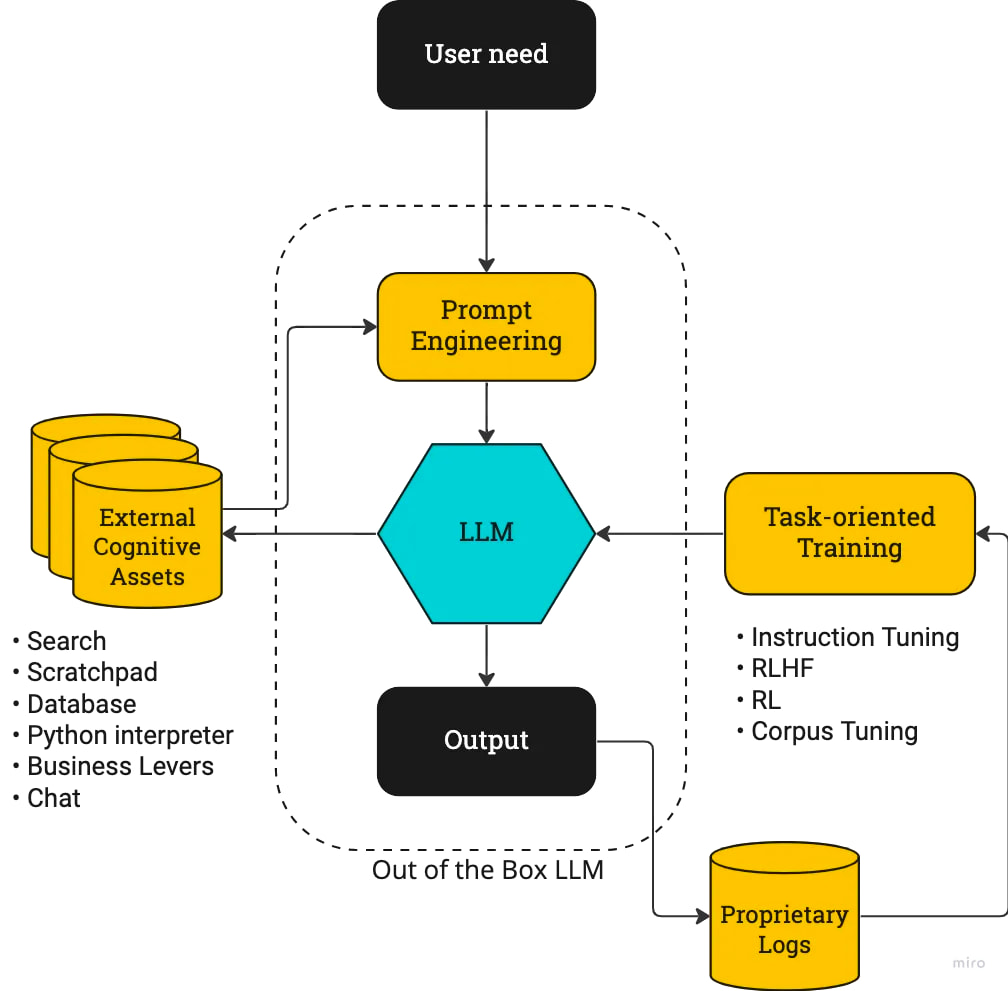 User need
Prompt
Engineering
LLM
External
Cognitive
Assets
• Search
• Scratchpad
• Database
• Python interpreter
• Business Levers
• Chat
Task-oriented
Training
• Instruction Tuning
• RLHF
• RL
• Corpus Tuning
Output
Out of the Box LLM
Proprietary
Logs
miro